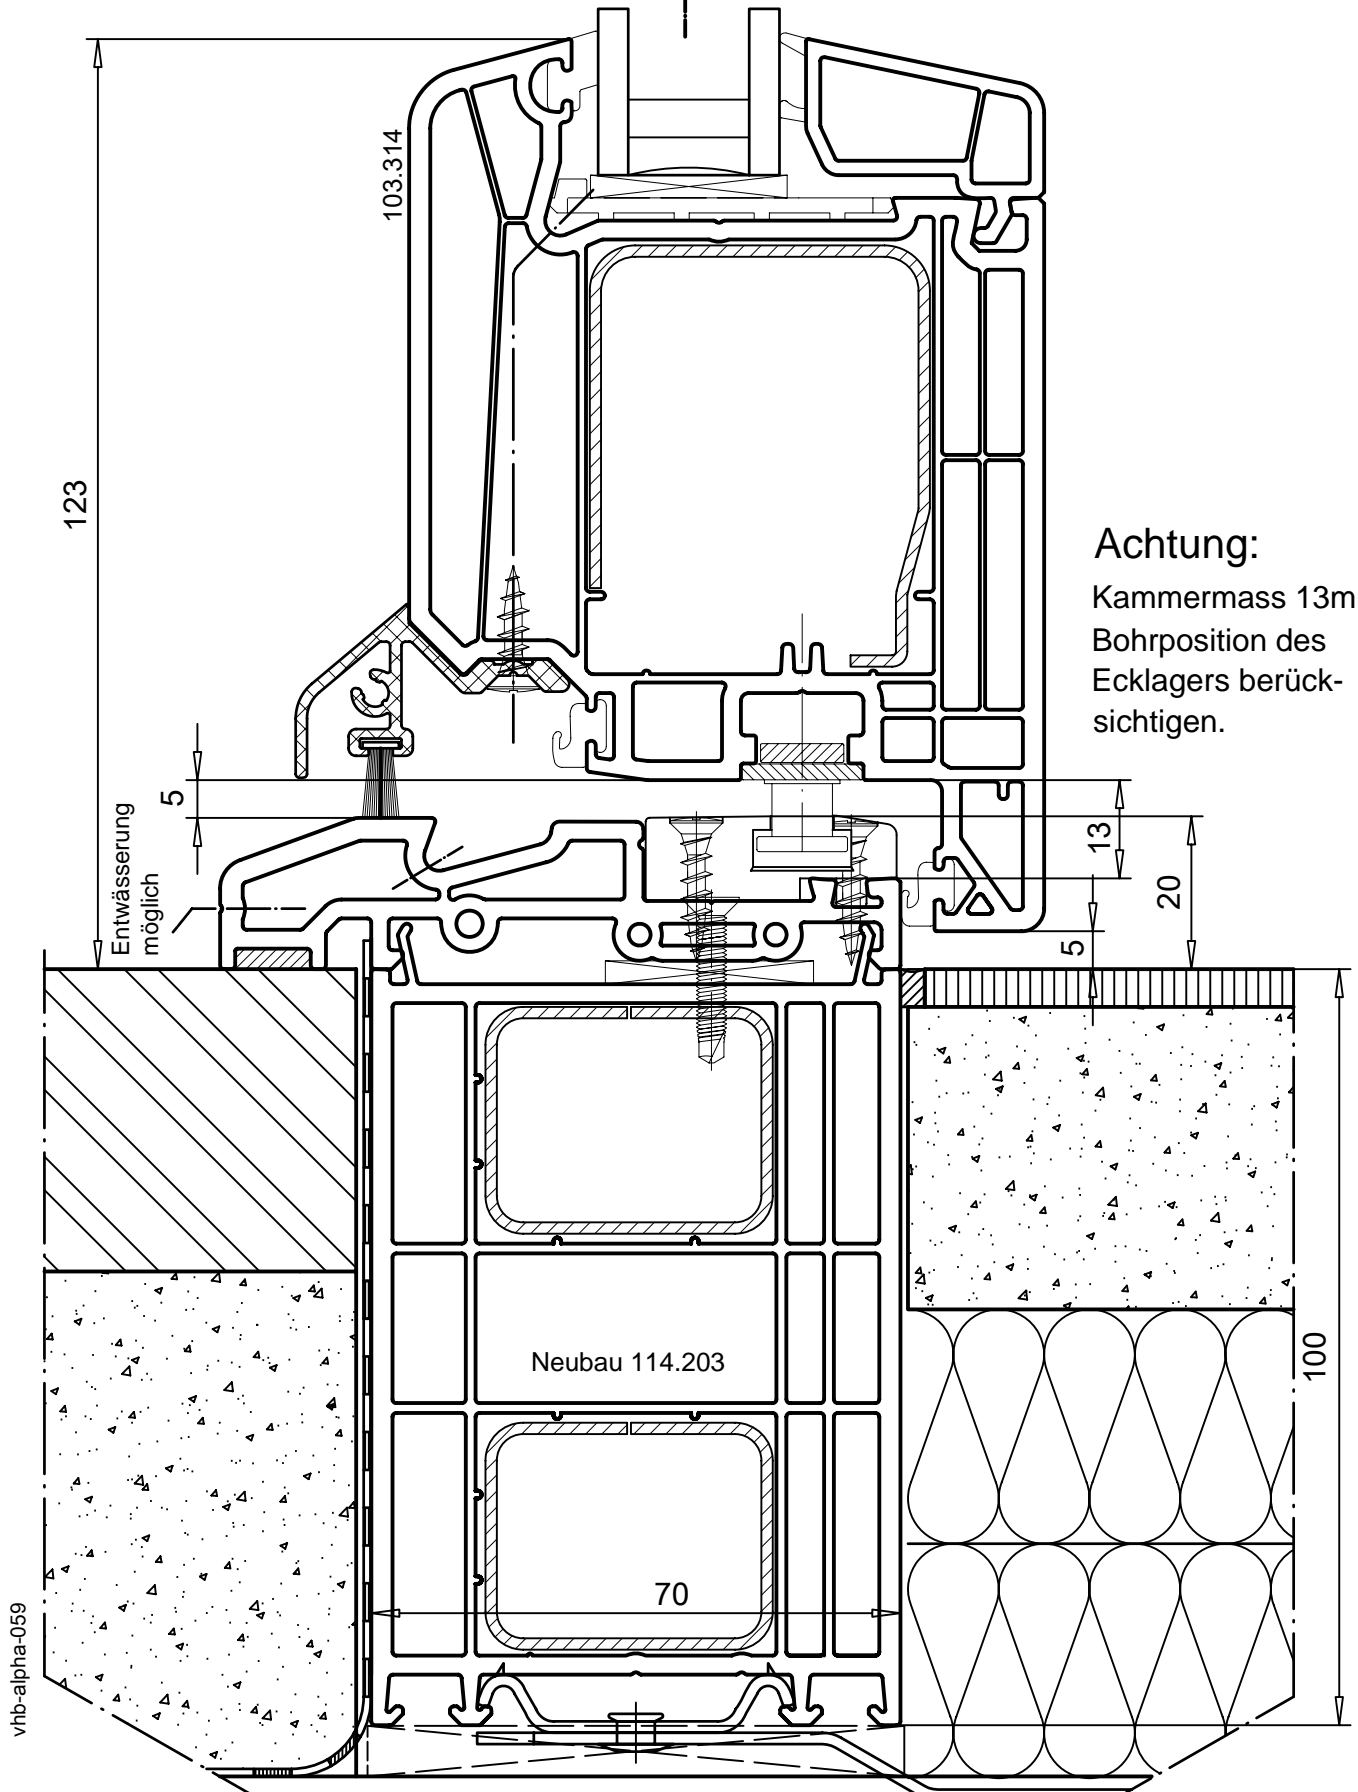 103.314
123
Achtung:
Kammermass 13m
Bohrposition des
Ecklagers berück-
sichtigen.
5
Entwässerung
möglich
13
20
5
Neubau 114.203
100
70
vhb-alpha-059